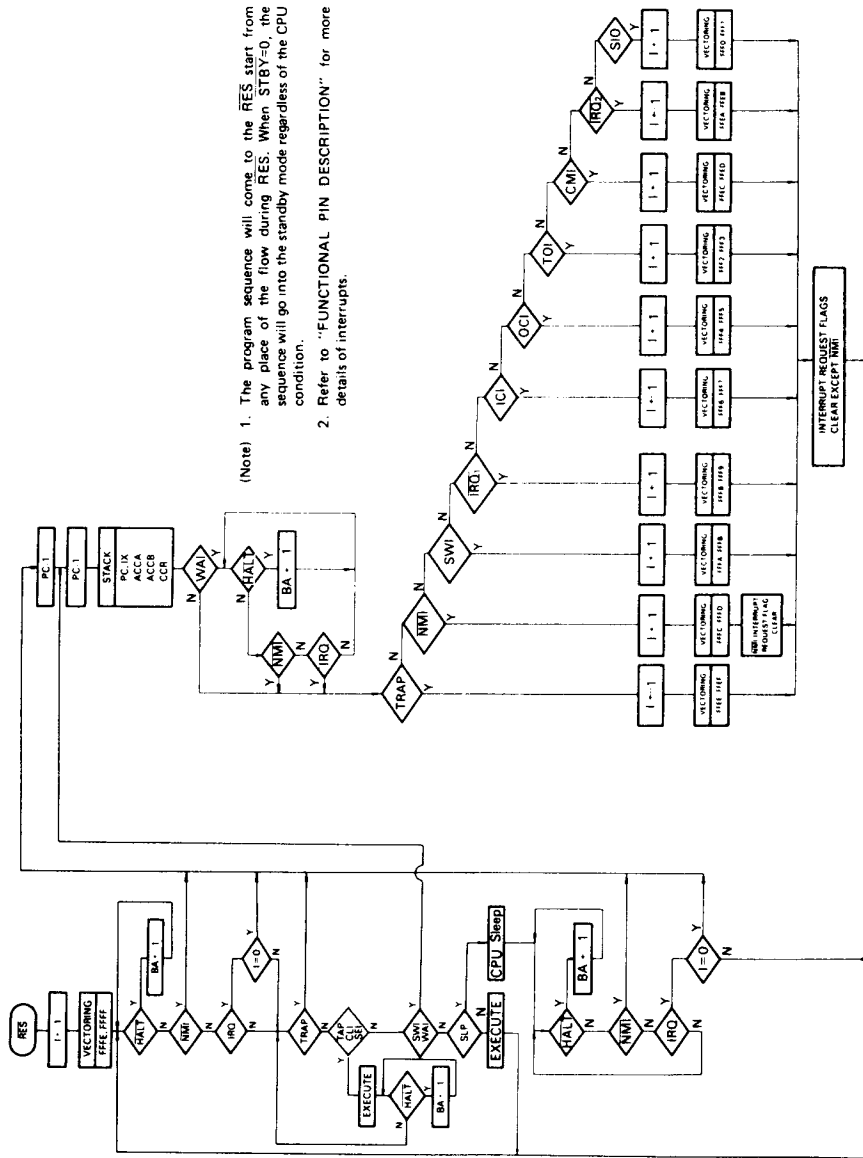 RES
I ← 1
VECTORING
FFFE, FFFF
HALT
Y
BA ← 1
N
NMI
Y
N
IRQ
Y
I=0
Y
N
N
TRAP
Y
N
TAP
CLI
SEI
Y
N
EXECUTE
HALT
N
Y
BA ← 1
SWI
WAI
Y
N
SLP
Y
N
EXECUTE
CPU Sleep
HALT
Y
BA ← 1
N
NMI
Y
N
IRQ
N
Y
I=0
Y
N
PC-1
PC-1
STACK
PC, IX
ACCA
ACCB
CCR
WAI
N
Y
HALT
N
Y
BA ← 1
NMI
Y
N
IRQ
Y
N
(Note) 1. The program sequence will come to the RES start from
any place of the flow during RES. When STBY=0, the
sequence will go into the standby mode regardless of the CPU
condition.
2. Refer to "FUNCTIONAL PIN DESCRIPTION" for more
details of interrupts.
TRAP
N
Y
NMI
N
Y
SWI
N
Y
IRQ1
N
Y
ICI
N
Y
OCI
N
Y
TOI
N
Y
CMI
N
Y
IRQ2
N
Y
SIO
Y
I ← 1
I ← 1
I ← 1
I ← 1
I ← 1
I ← 1
I ← 1
I ← 1
I ← 1
I ← 1
VECTORING
FFEE FFEF
VECTORING
FFFC FFFD
VECTORING
FFFA FFFB
VECTORING
FFF8 FFF9
VECTORING
FFF6 FFF7
VECTORING
FFF4 FFF5
VECTORING
FFF2 FFF3
VECTORING
FFEC FFED
VECTORING
FFEA FFEB
VECTORING
FFF0 FFF1
NMI INTERRUPT
REQUEST FLAG
CLEAR
INTERRUPT REQUEST FLAGS
CLEAR EXCEPT NMI